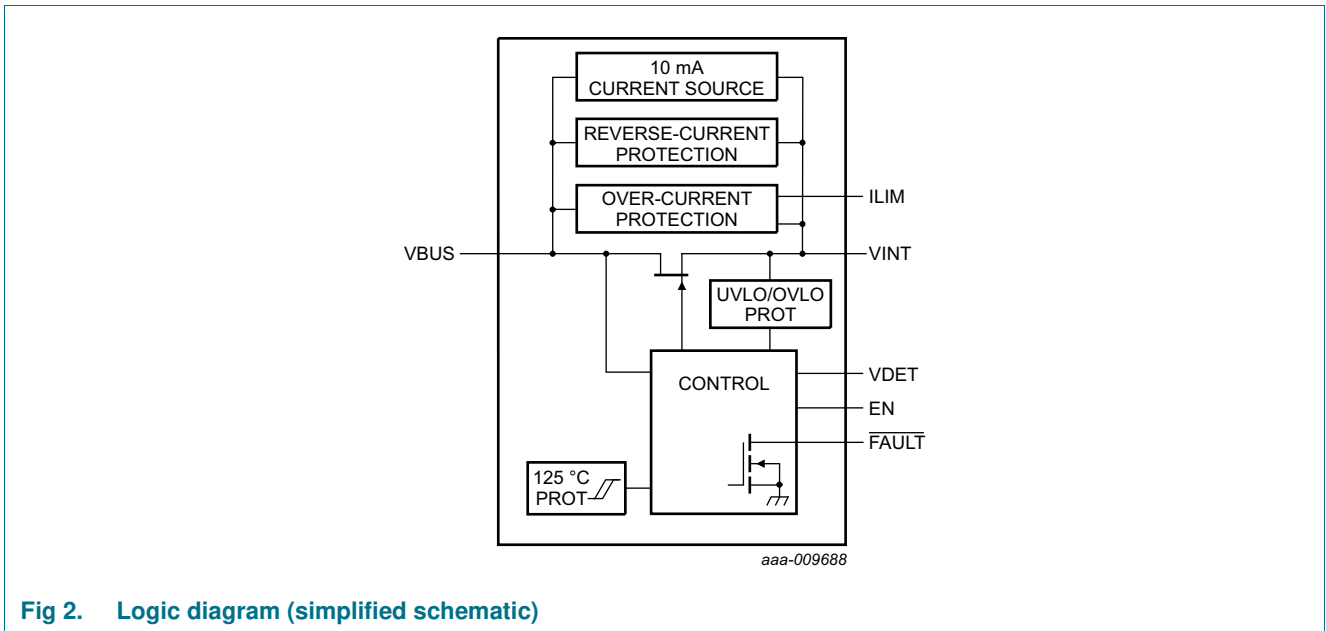 10 mA
CURRENT SOURCE
REVERSE-CURRENT
PROTECTION
OVER-CURRENT
PROTECTION
ILIM
VBUS
VINT
UVLO/OVLO
PROT
CONTROL
VDET
EN
FAULT
125 °C
PROT
aaa-009688
Fig 2. Logic diagram (simplified schematic)